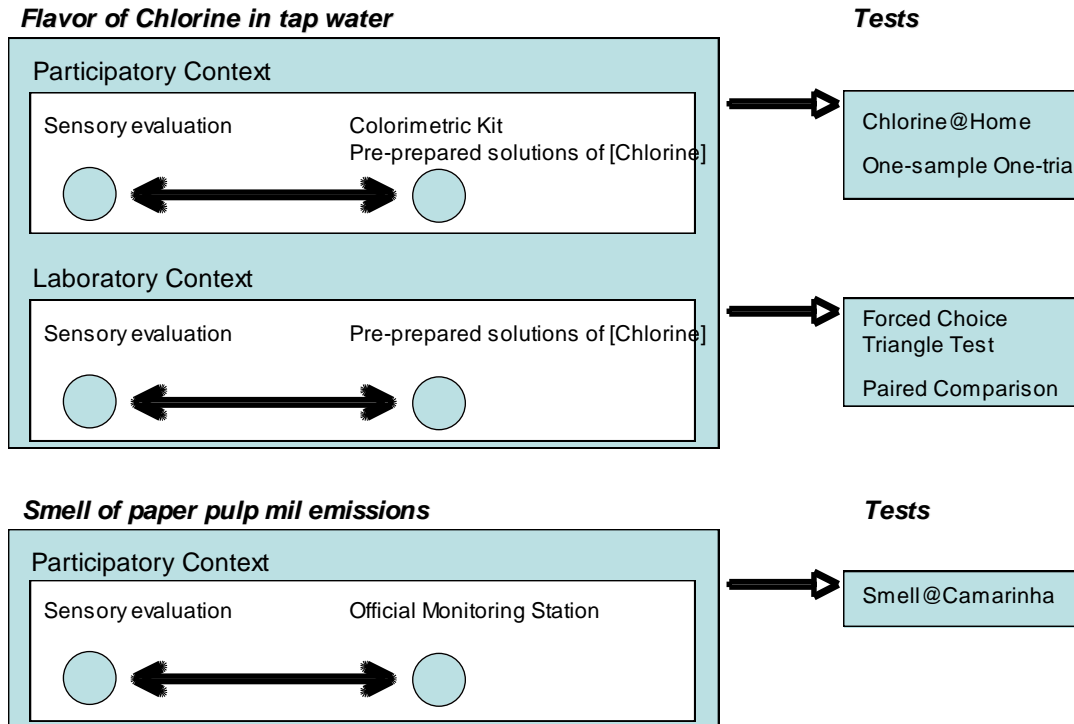 Flavor of Chlorine in tap water
Tests
Participatory Context
Sensory evaluation
Colorimetric Kit
Pre-prepared solutions of [Chlorine]
Chlorine@Home
One-sample One-tria
Laboratory Context
Sensory evaluation
Pre-prepared solutions of [Chlorine]
Forced Choice
Triangle Test
Paired Comparison
Smell of paper pulp mil emissions
Tests
Participatory Context
Sensory evaluation
Official Monitoring Station
Smell@Camarinha